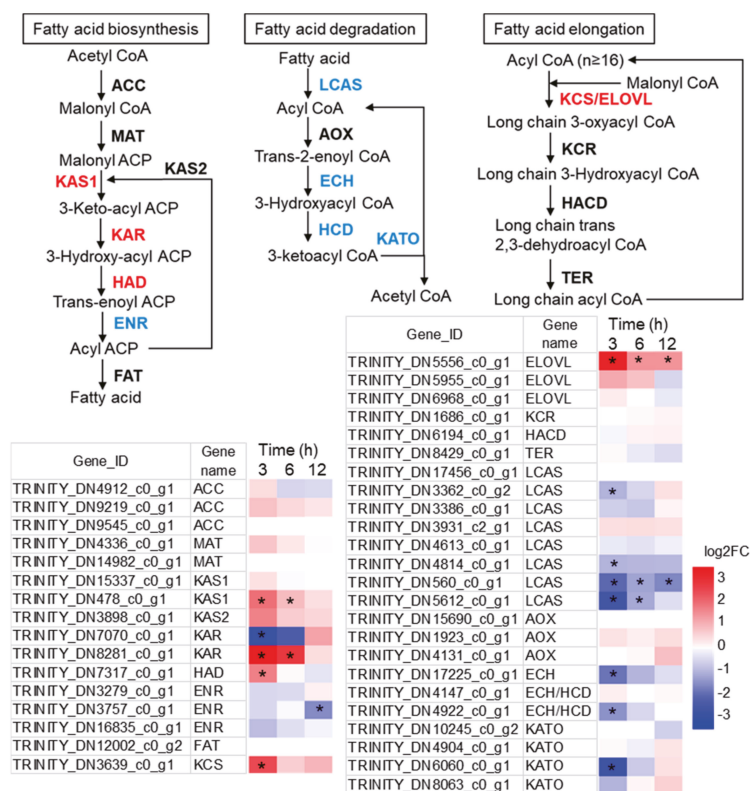 Fatty acid biosynthesis
Acetyl CoA
ACC
Malonyl CoA
MAT
Malonyl ACP
KAS1
KAS2
3-Keto-acyl ACP
KAR
3-Hydroxy-acyl ACP
HAD
Trans-enoyl ACP
ENR
Acyl ACP
FAT
Fatty acid
Fatty acid degradation
Fatty acid
LCAS
Acyl CoA
AOX
Trans-2-enoyl CoA
ECH
3-Hydroxyacyl CoA
HCD
KATO
3-ketoacyl CoA
Acetyl CoA
Fatty acid elongation
Acyl CoA (n≥16)
Malonyl CoA
KCS/ELOVL
Long chain 3-oxyacyl CoA
KCR
Long chain 3-Hydroxyacyl CoA
HACD
Long chain trans
2,3-dehydroacyl CoA
TER
Long chain acyl CoA
Gene_ID Gene name Time (h)
3 6 12
TRINITY_DN4912_c0_g1 ACC
TRINITY_DN9219_c0_g1 ACC
TRINITY_DN9545_c0_g1 ACC
TRINITY_DN4336_c0_g1 MAT
TRINITY_DN14982_c0_g1 MAT
TRINITY_DN15337_c0_g1 KAS1
TRINITY_DN478_c0_g1 KAS1 * *
TRINITY_DN3898_c0_g1 KAS2
TRINITY_DN7070_c0_g1 KAR *
TRINITY_DN8281_c0_g1 KAR * *
TRINITY_DN7317_c0_g1 HAD *
TRINITY_DN3279_c0_g1 ENR
TRINITY_DN3757_c0_g1 ENR *
TRINITY_DN16835_c0_g1 ENR
TRINITY_DN12002_c0_g2 FAT
TRINITY_DN3639_c0_g1 KCS *
Gene_ID Gene name Time (h)
3 6 12
TRINITY_DN5556_c0_g1 ELOVL * * *
TRINITY_DN5955_c0_g1 ELOVL
TRINITY_DN6968_c0_g1 ELOVL
TRINITY_DN1686_c0_g1 KCR
TRINITY_DN6194_c0_g1 HACD
TRINITY_DN8429_c0_g1 TER
TRINITY_DN17456_c0_g1 LCAS
TRINITY_DN3362_c0_g2 LCAS *
TRINITY_DN3386_c0_g1 LCAS
TRINITY_DN3931_c2_g1 LCAS
TRINITY_DN4613_c0_g1 LCAS
TRINITY_DN4814_c0_g1 LCAS *
TRINITY_DN560_c0_g1 LCAS * * *
TRINITY_DN5612_c0_g1 LCAS * *
TRINITY_DN15690_c0_g1 AOX
TRINITY_DN1923_c0_g1 AOX
TRINITY_DN4131_c0_g1 AOX
TRINITY_DN17225_c0_g1 ECH *
TRINITY_DN4147_c0_g1 ECH/HCD
TRINITY_DN4922_c0_g1 ECH/HCD *
TRINITY_DN10245_c0_g2 KATO
TRINITY_DN4904_c0_g1 KATO
TRINITY_DN6060_c0_g1 KATO *
TRINITY_DN8063_c0_g1 KATO
log2FC
3
2
1
0
-1
-2
-3